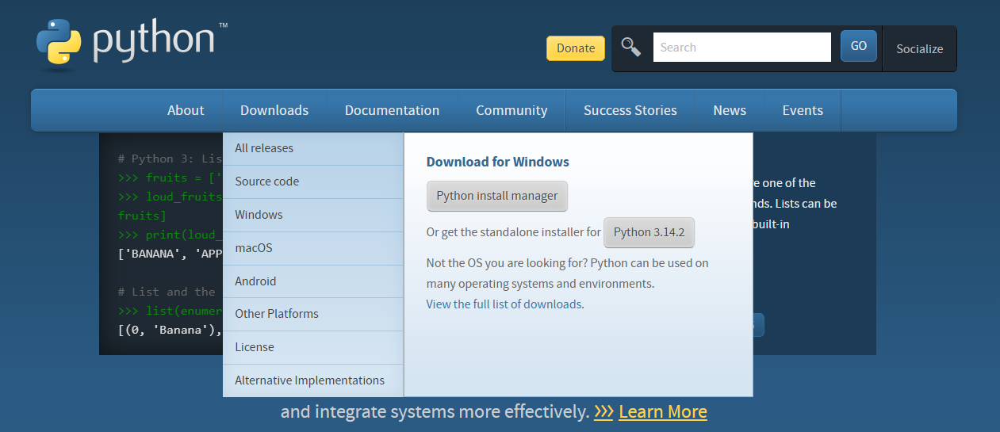 python™
Donate
Search
GO
Socialize
About
Downloads
Documentation
Community
Success Stories
News
Events
All releases
Source code
Windows
macOS
Android
Other Platforms
License
Alternative Implementations
Download for Windows
Python install manager
Or get the standalone installer for Python 3.14.2
Not the OS you are looking for? Python can be used on
many operating systems and environments.
View the full list of downloads.
# Python 3: Lis
>>> fruits = ['
>>> loud_fruits
fruits]
>>> print(loud_
['BANANA', 'APP
# List and the
>>> list(enumer
[(0, 'Banana'),
e one of the
nds. Lists can be
built-in
and integrate systems more effectively. >>> Learn More